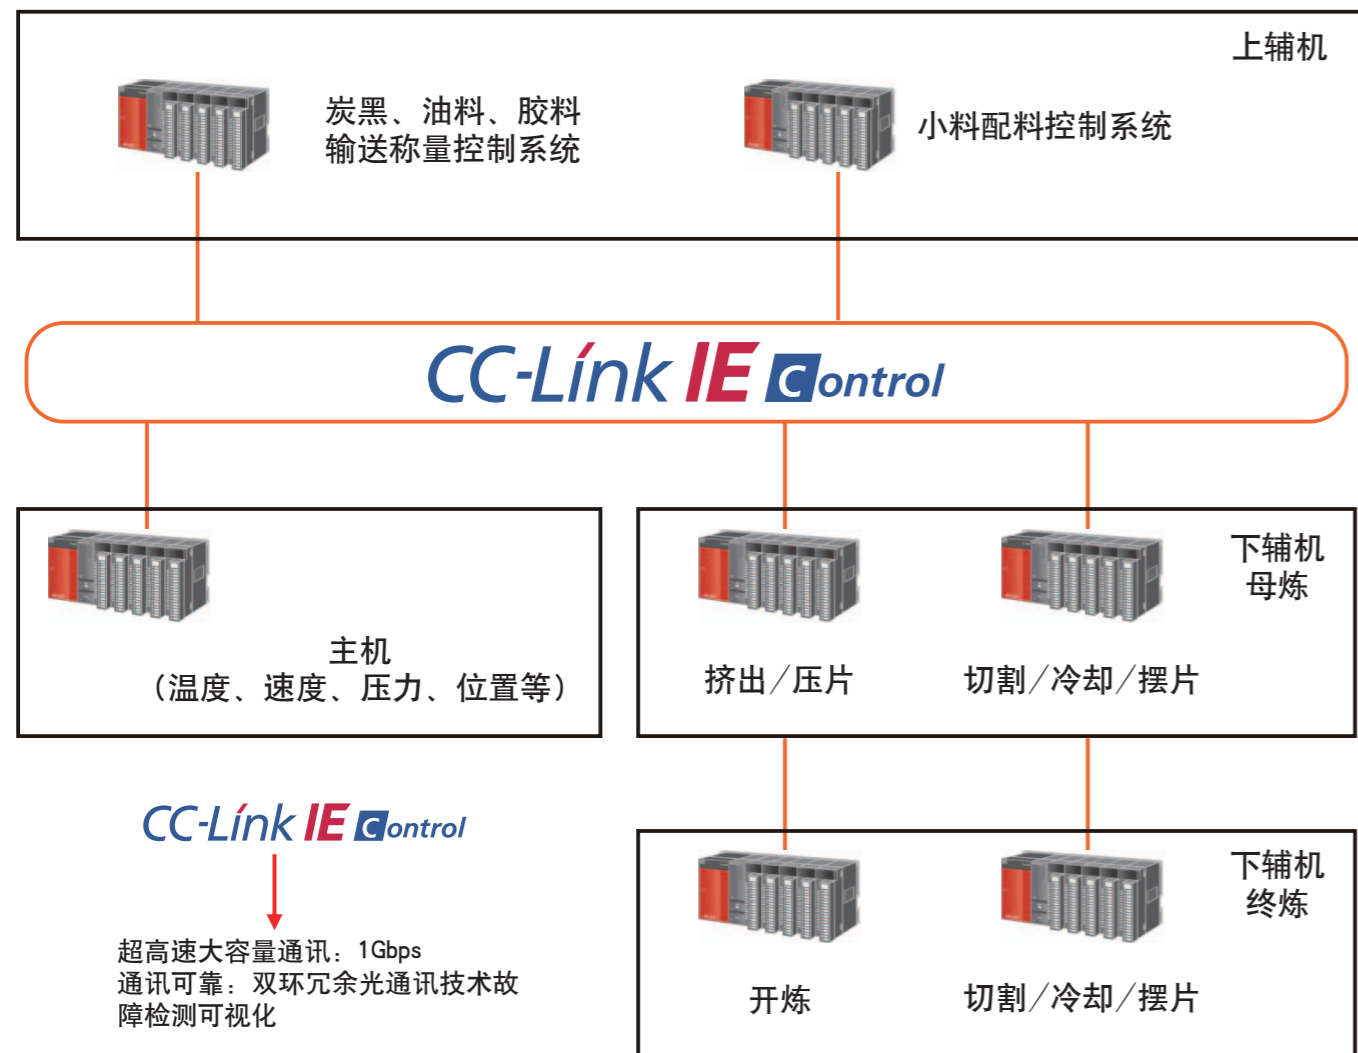 上辅机
炭黑、油料、胶料
输送称量控制系统
小料配料控制系统
CC-Link IE Control
主机
（温度、速度、压力、位置等）
下辅机
母炼
挤出/压片
切割/冷却/摆片
CC-Link IE Control
超高速大容量通讯：1Gbps
通讯可靠：双环冗余光通讯技术故
障检测可视化
下辅机
终炼
开炼
切割/冷却/摆片